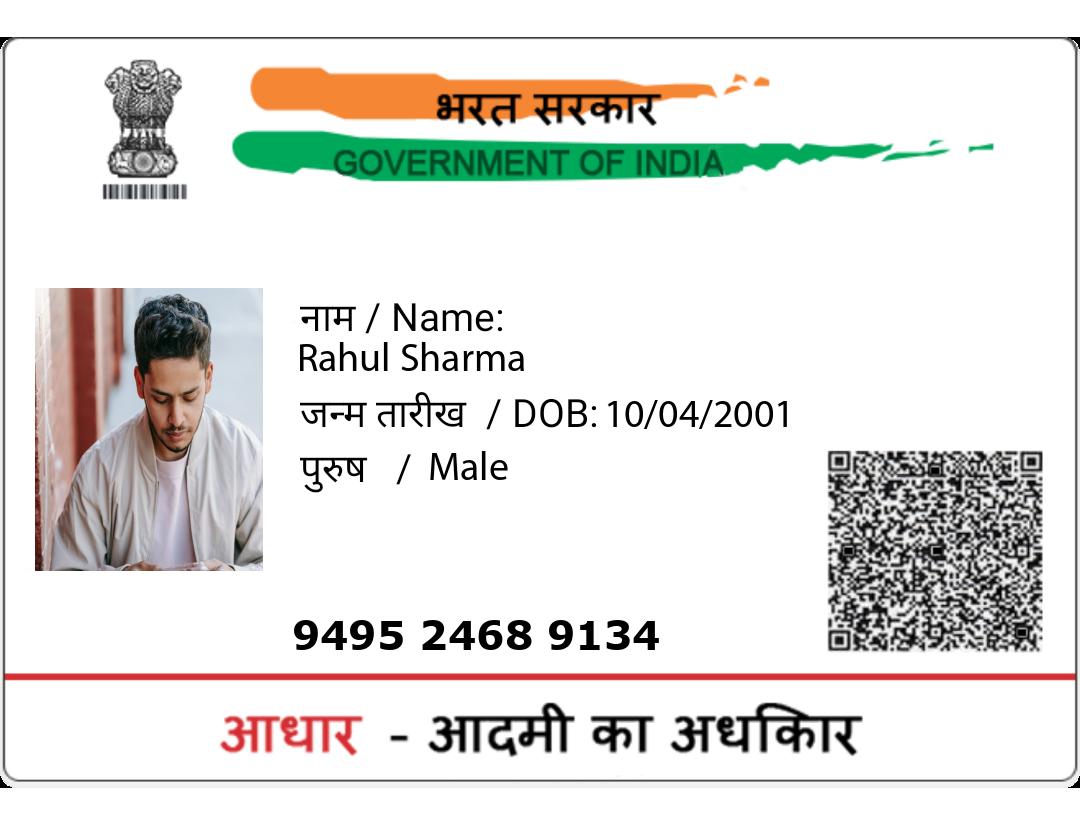 भरत सरकार
GOVERNMENT OF INDIA
नाम / Name:
Rahul Sharma
जन्म तारीख / DOB: 10/04/2001
पुरुष / Male
9495 2468 9134
आधार - आदमी का अधकिार